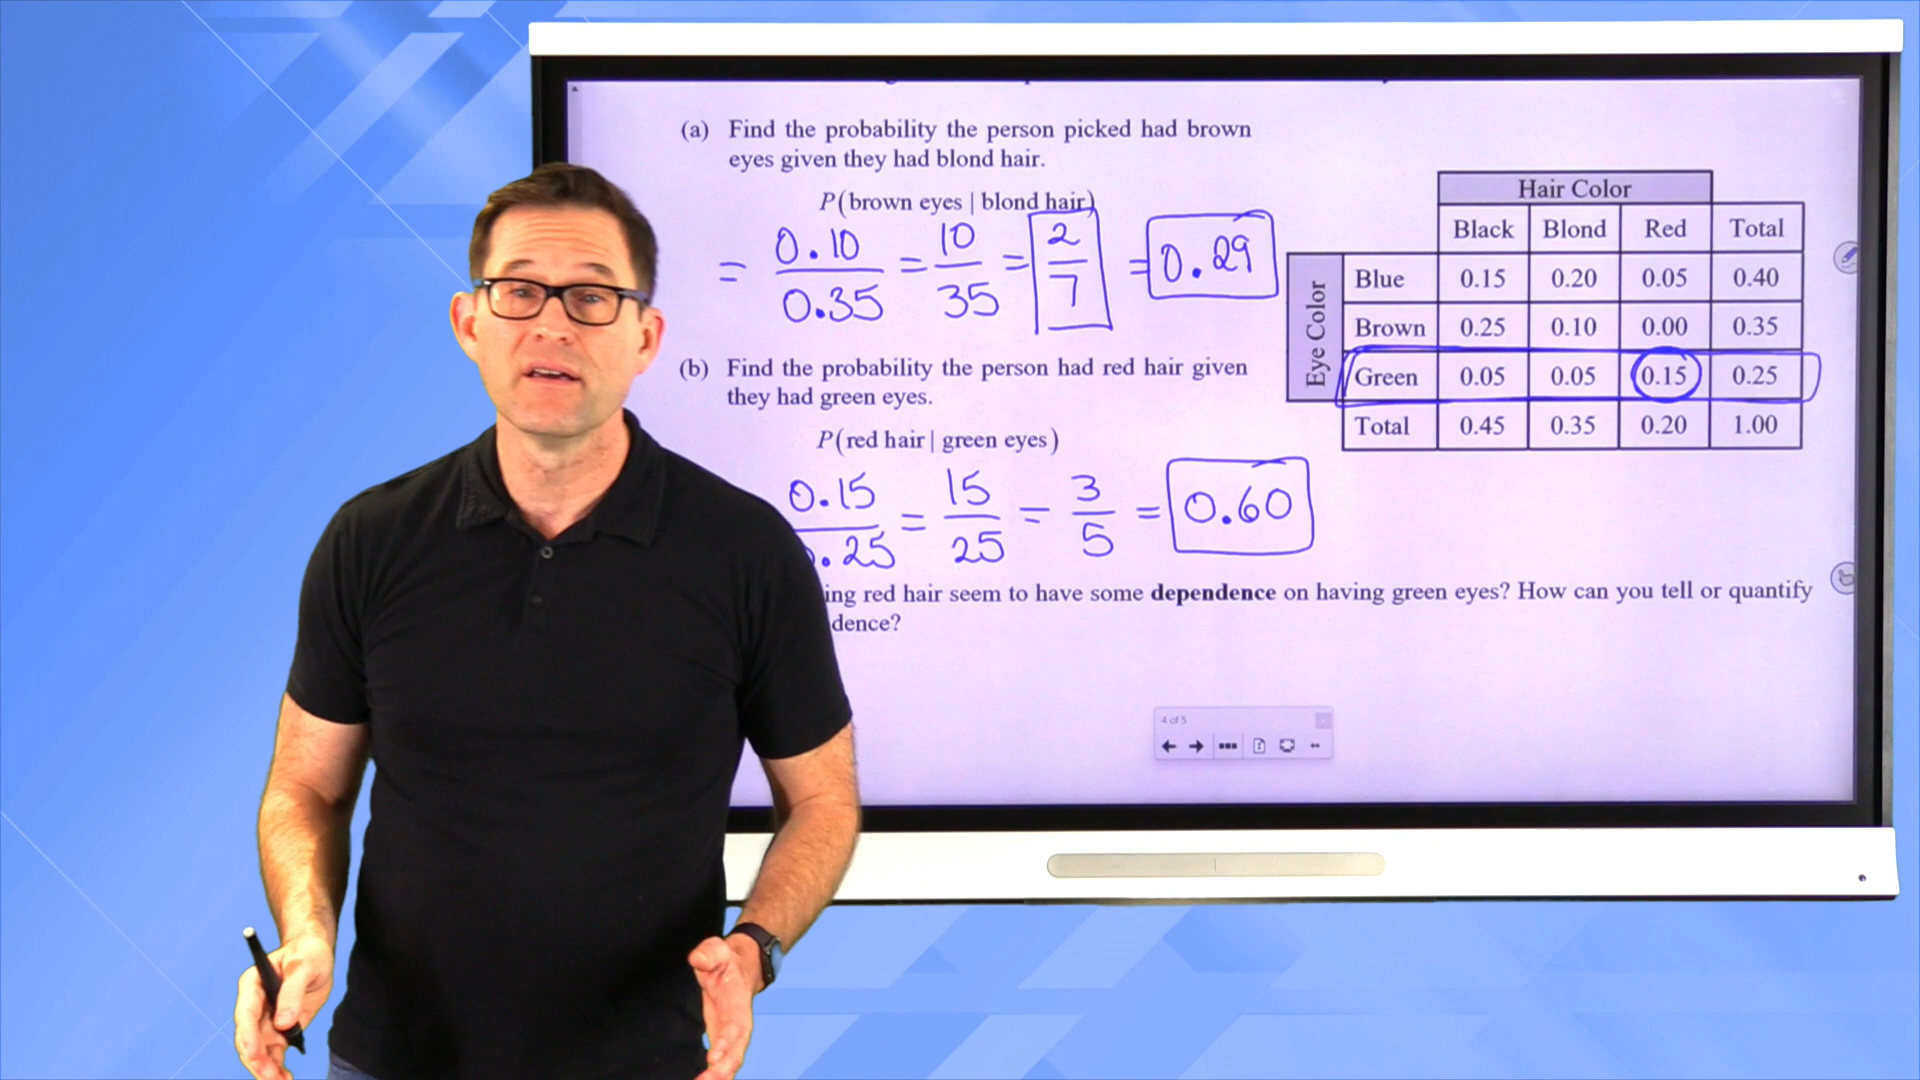 (a) Find the probability the person picked had brown
eyes given they had blond hair.
P(brown eyes | blond hair)
= 0.10/0.35 = 10/35 = 2/7 = 0.29
Hair Color
Black Blond Red Total
Eye Color
Blue 0.15 0.20 0.05 0.40
Brown 0.25 0.10 0.00 0.35
Green 0.05 0.05 0.15 0.25
Total 0.45 0.35 0.20 1.00
(b) Find the probability the person had red hair given
they had green eyes.
P(red hair | green eyes)
0.15/.25 = 15/25 = 3/5 = 0.60
ing red hair seem to have some dependence on having green eyes? How can you tell or quantify
dence?
4 of 5